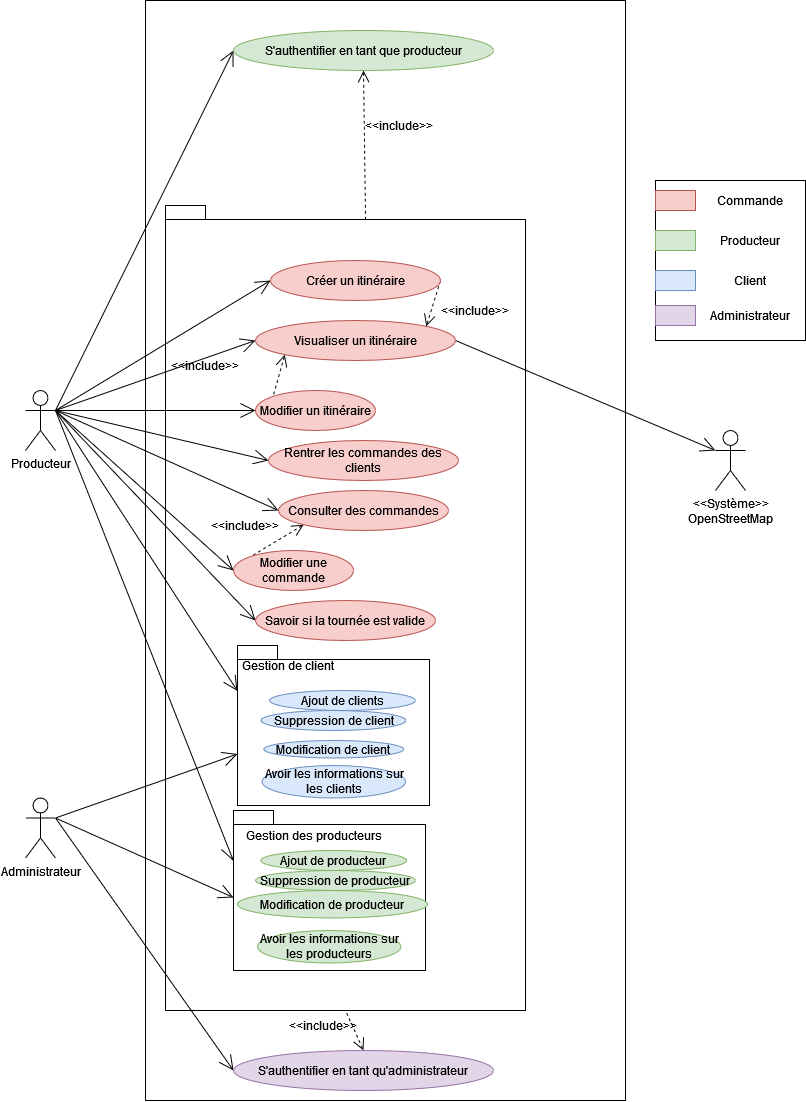 S'authentifier en tant que producteur
<<include>>
Commande
Producteur
Client
Administrateur
Créer un itinéraire
<<include>>
Visualiser un itinéraire
<<include>>
Modifier un itinéraire
Producteur
Rentrer les commandes des
clients
<<Système>>
OpenStreetMap
Consulter des commandes
<<include>>
Modifier une
commande
Savoir si la tournée est valide
Gestion de client
Ajout de clients
Suppression de client
Modification de client
Avoir les informations sur
les clients
Administrateur
Gestion des producteurs
Ajout de producteur
Suppression de producteur
Modification de producteur
Avoir les informations sur
les producteurs
<<include>>
S'authentifier en tant qu'administrateur